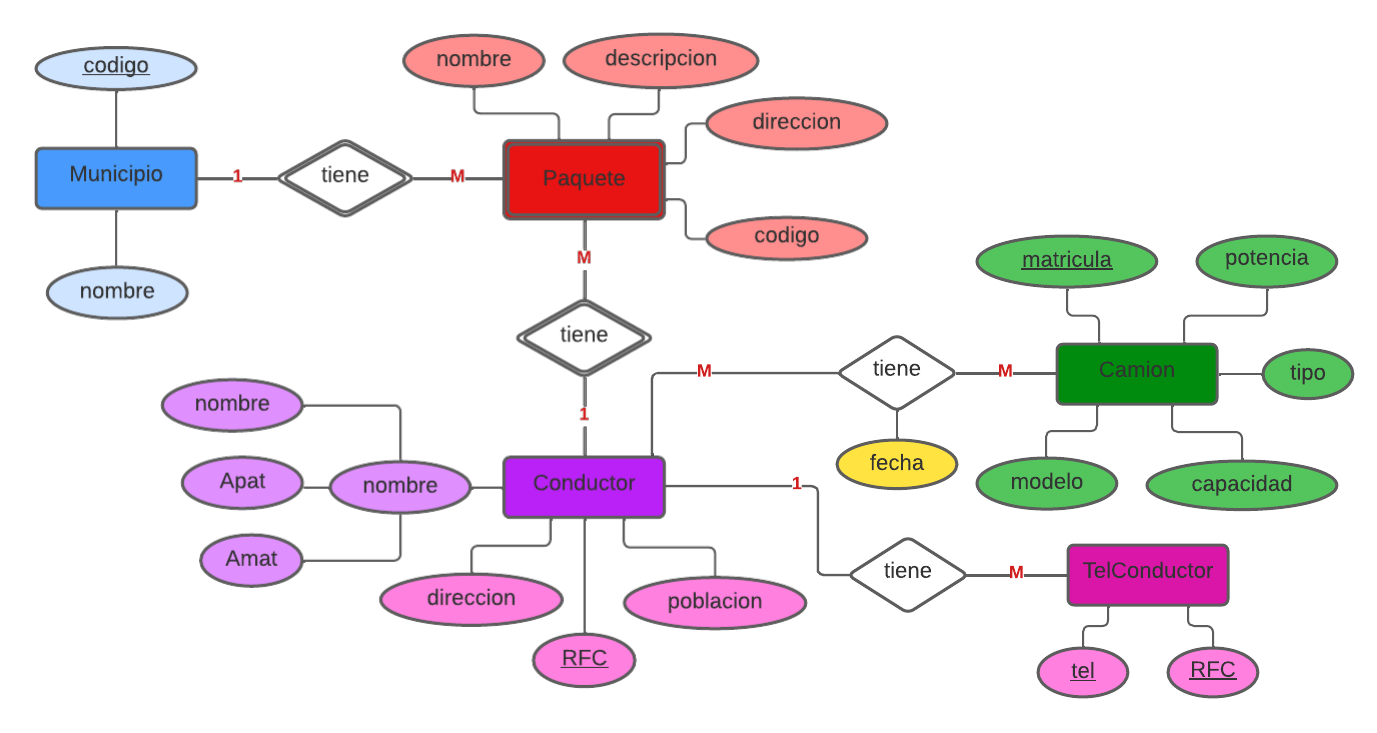 nombre
descripcion
codigo
direccion
Municipio
1
tiene
M
Paquete
codigo
M
nombre
matricula
potencia
tiene
M
tiene
M
Camion
tipo
nombre
1
fecha
Apat
nombre
Conductor
1
modelo
capacidad
Amat
tiene
M
TelConductor
direccion
poblacion
RFC
tel
RFC